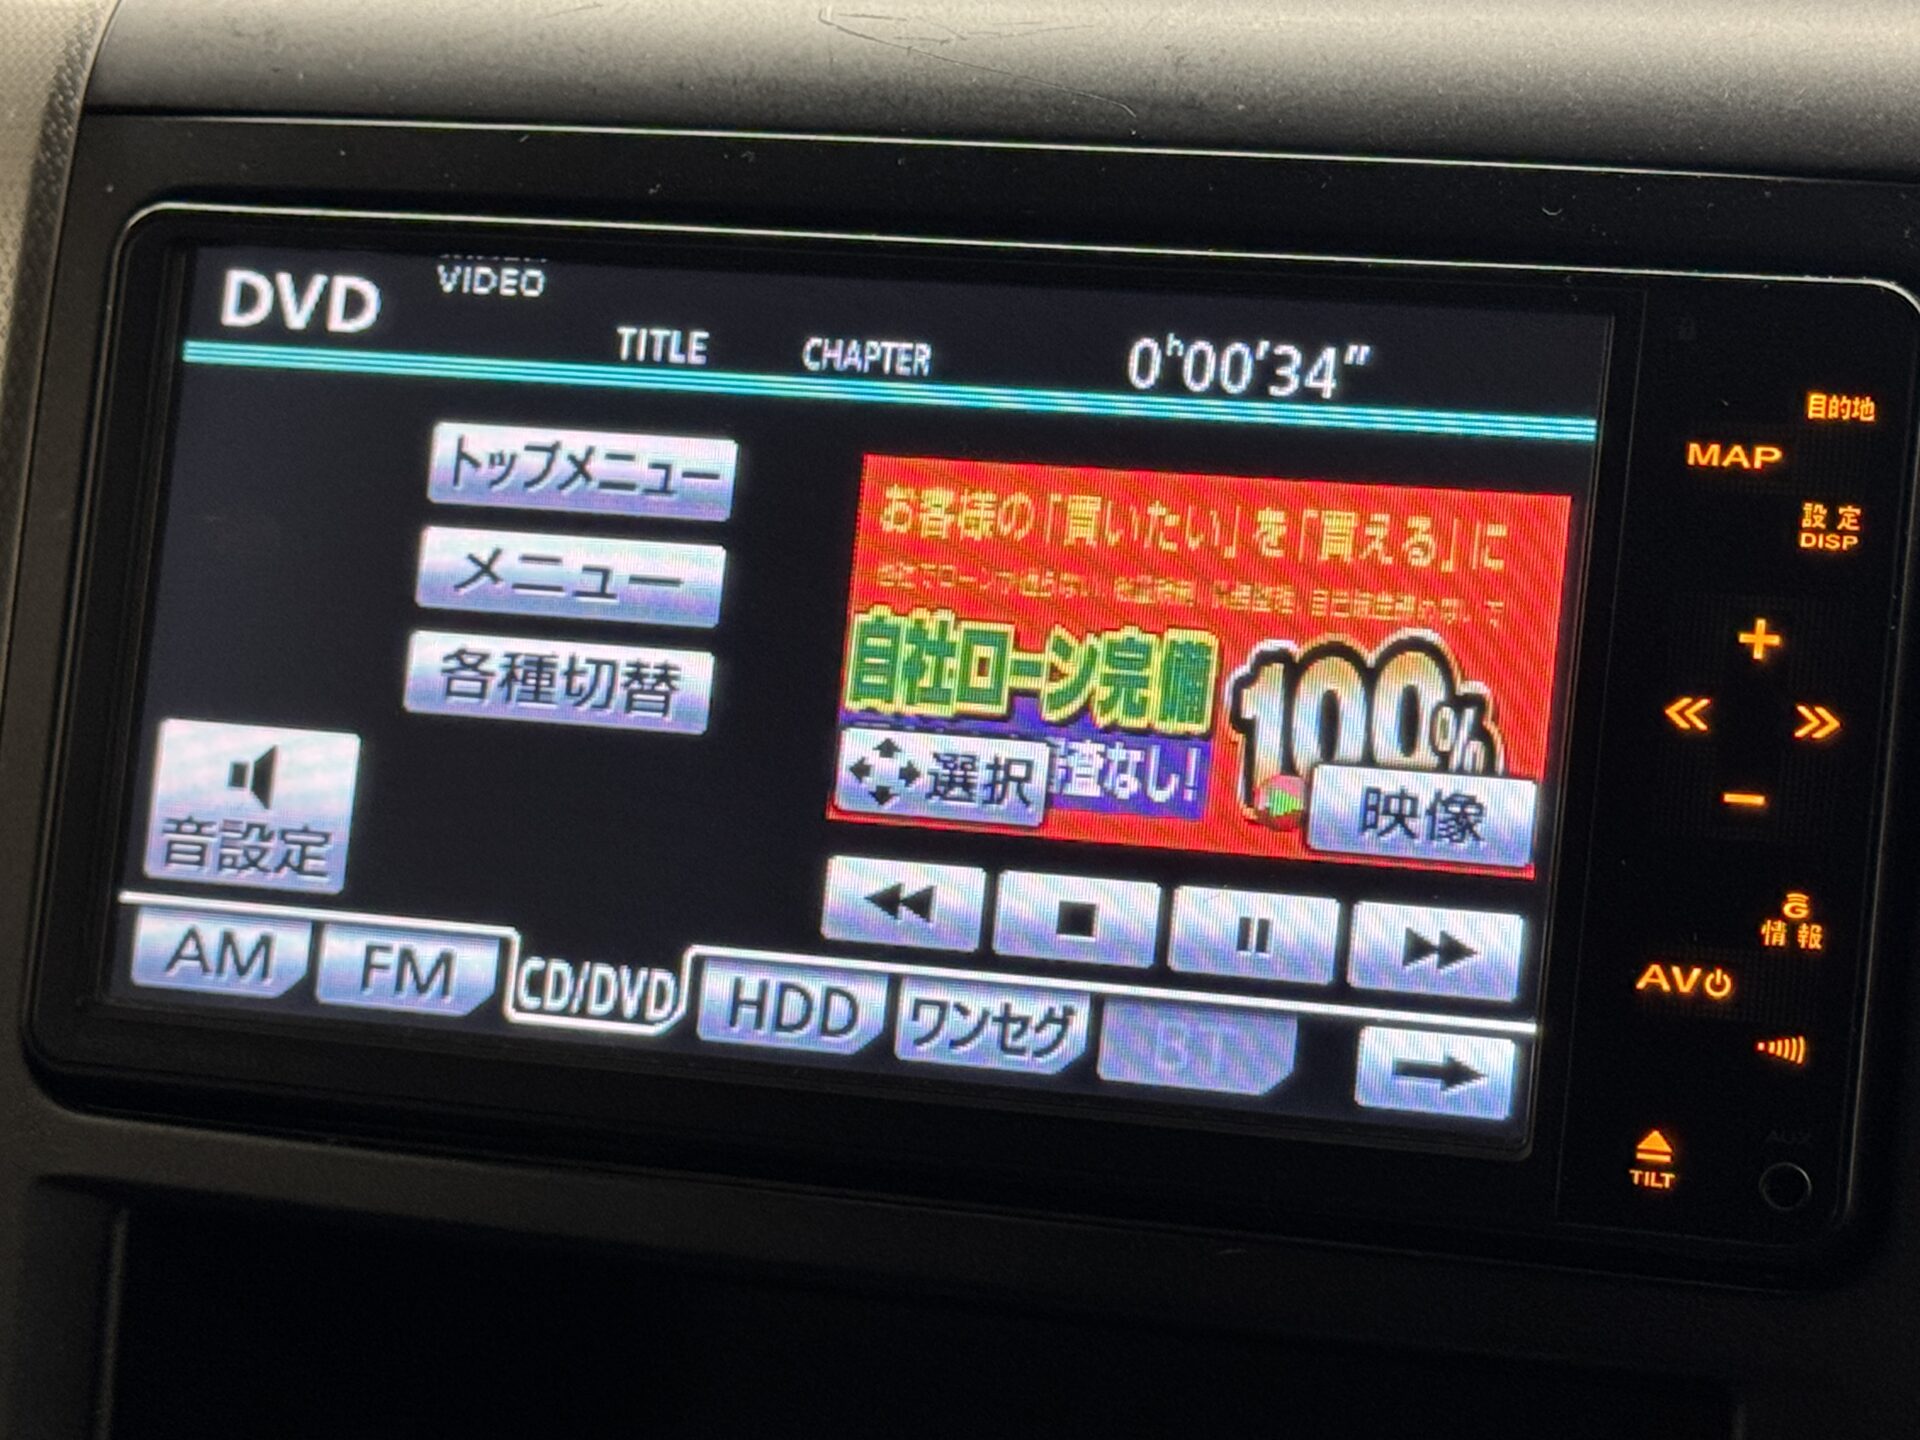 DVD
VIDEO
TITLE CHAPTER 0h00'34"
トップメニュー
メニュー
各種切替
音設定
お客様の「買いたい」を「買える」に
自社ローン完備
100%
査なし!
選択
映像
AM FM CD/DVD HDD ワンセグ BT
目的地
MAP
設定
DISP
+
−
G
情報
AV
TILT
AUX